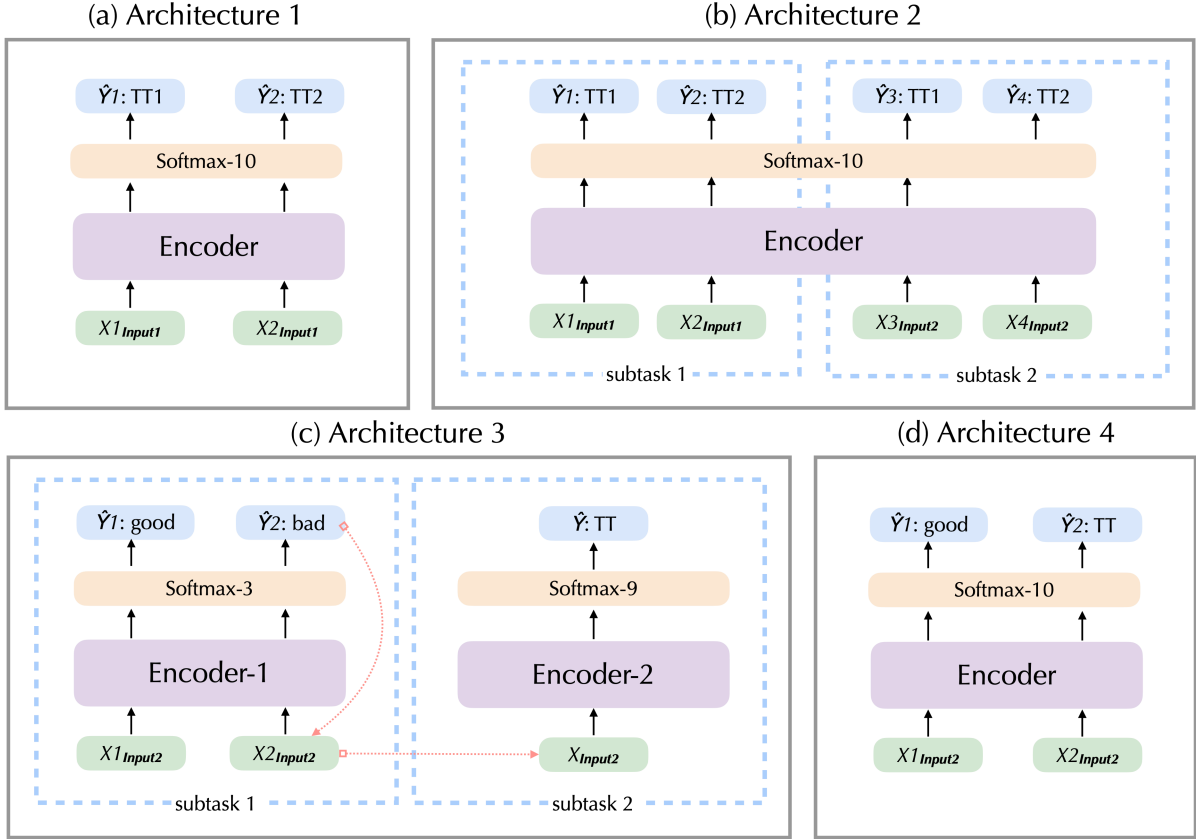 (a) Architecture 1
Ŷ1: TT1
Ŷ2: TT2
Softmax-10
Encoder
X1Input1
X2Input1
(b) Architecture 2
Ŷ1: TT1
Ŷ2: TT2
Ŷ3: TT1
Ŷ4: TT2
Softmax-10
Encoder
X1Input1
X2Input1
X3Input2
X4Input2
subtask 1
subtask 2
(c) Architecture 3
Ŷ1: good
Ŷ2: bad
Softmax-3
Encoder-1
X1Input2
X2Input2
subtask 1
Ŷ: TT
Softmax-9
Encoder-2
XInput2
subtask 2
(d) Architecture 4
Ŷ1: good
Ŷ2: TT
Softmax-10
Encoder
X1Input2
X2Input2